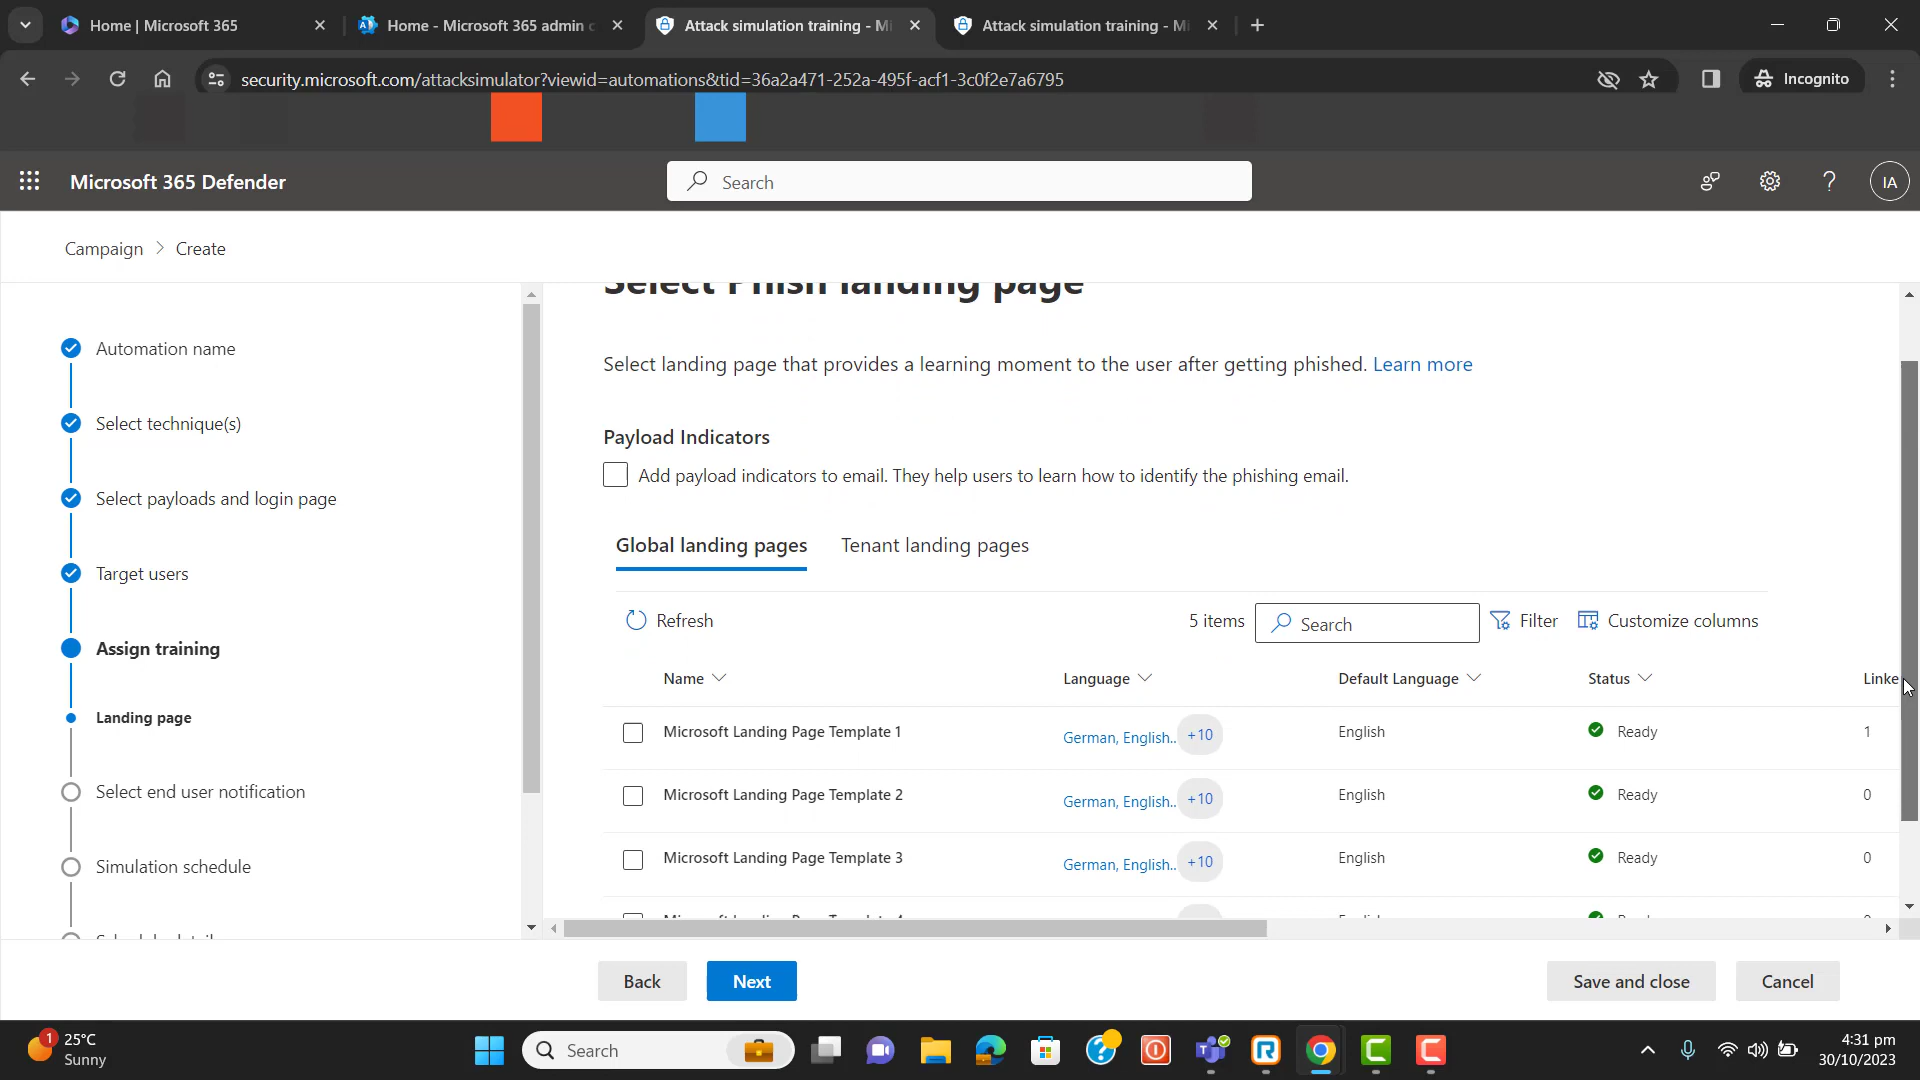 Home | Microsoft 365
Home - Microsoft 365 admin c
Attack simulation training - Mi
Attack simulation training - Mi
security.microsoft.com/attacksimulator?viewid=automations&tid=36a2a471-252a-495f-acf1-3c0f2e7a6795
Incognito
Microsoft 365 Defender
Search
IA
Campaign > Create
Select Phish landing page
Select landing page that provides a learning moment to the user after getting phished. Learn more
Payload Indicators
Add payload indicators to email. They help users to learn how to identify the phishing email.
Automation name
Select technique(s)
Select payloads and login page
Target users
Assign training
Landing page
Select end user notification
Simulation schedule
Global landing pages
Tenant landing pages
Refresh
5 items
Search
Filter
Customize columns
Name
Language
Default Language
Status
Linke
Microsoft Landing Page Template 1
German, English..
+10
English
Ready
1
Microsoft Landing Page Template 2
German, English..
+10
English
Ready
0
Microsoft Landing Page Template 3
German, English..
+10
English
Ready
0
Back
Next
Save and close
Cancel
1
25°C
Sunny
Search
4:31 pm
30/10/2023